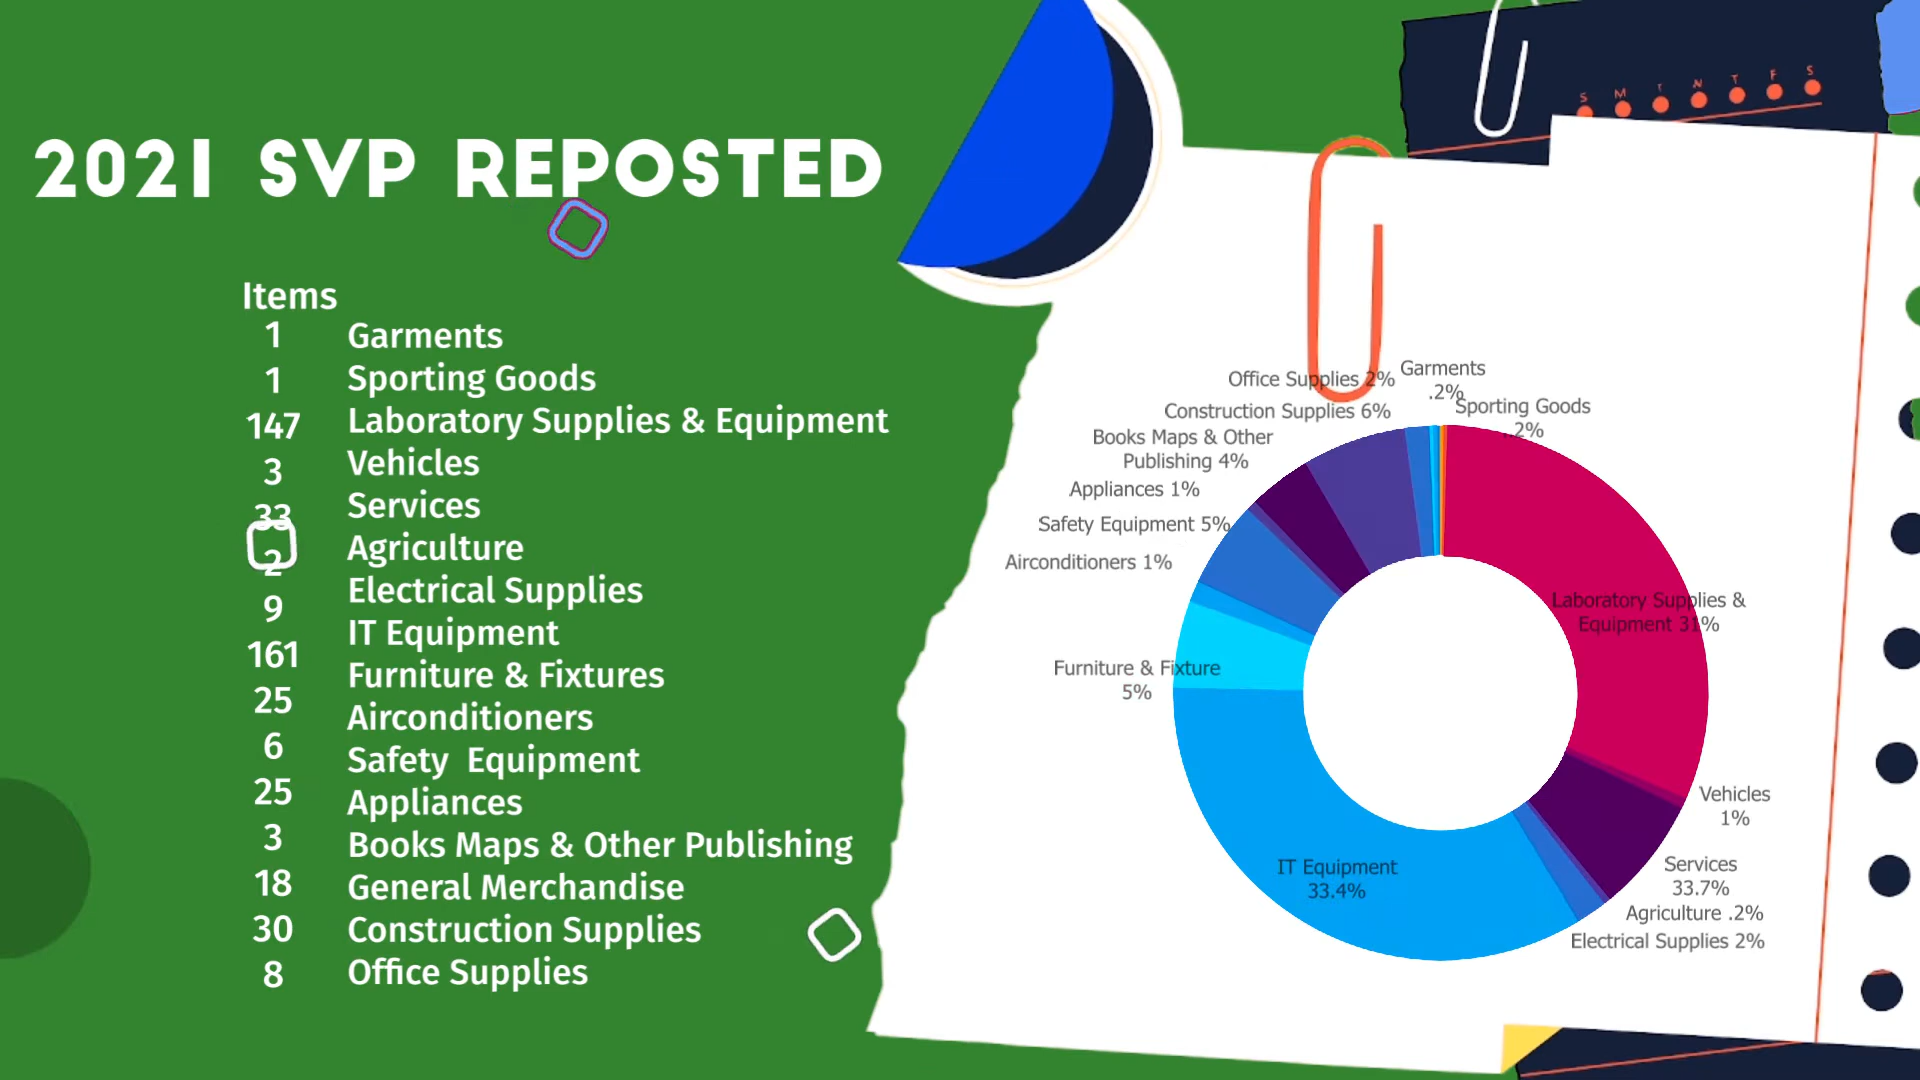 2021 SVP REPOSTED
Items
1
1
147
3
33
2
9
161
25
6
25
3
18
30
8
Garments
Sporting Goods
Laboratory Supplies & Equipment
Vehicles
Services
Agriculture
Electrical Supplies
IT Equipment
Furniture & Fixtures
Airconditioners
Safety  Equipment
Appliances
Books Maps & Other Publishing
General Merchandise
Construction Supplies
Office Supplies
S M T W T F S
Office Supplies 2%
Garments
.2%
Construction Supplies 6%
Sporting Goods
.2%
Books Maps & Other
Publishing 4%
Appliances 1%
Safety Equipment 5%
Airconditioners 1%
Laboratory Supplies &
Equipment 31%
Furniture & Fixture
5%
Vehicles
1%
IT Equipment
33.4%
Services
33.7%
Agriculture .2%
Electrical Supplies 2%